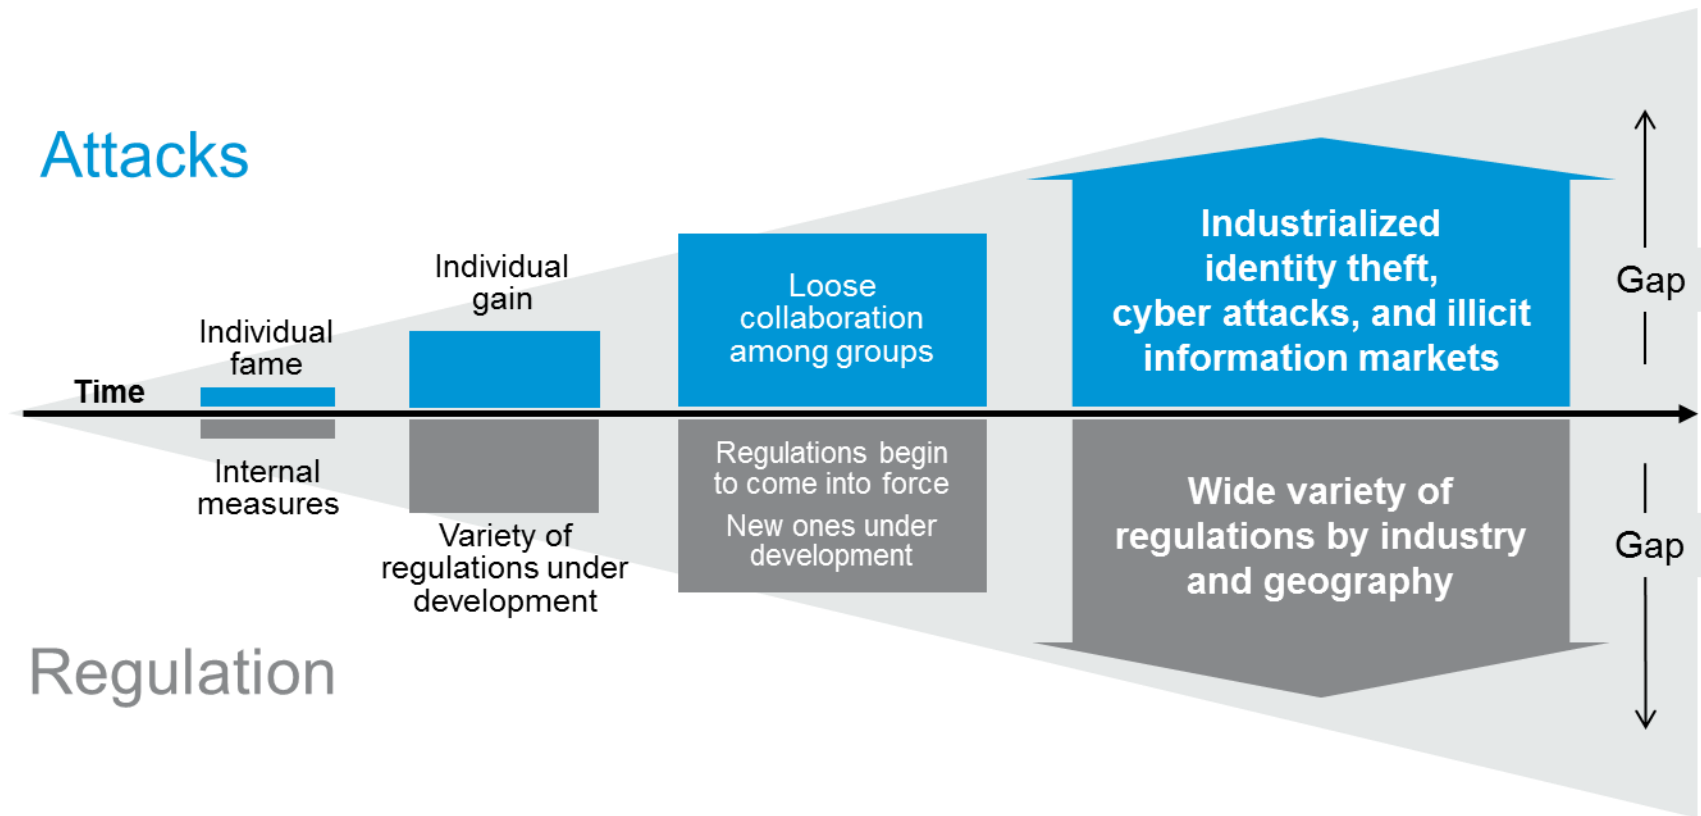 Attacks
Individual
fame
Individual
gain
Loose
collaboration
among groups
Industrialized
identity theft,
cyber attacks, and illicit
information markets
Gap
Time
Internal
measures
Variety of
regulations under
development
Regulations begin
to come into force
New ones under
development
Wide variety of
regulations by industry
and geography
Gap
Regulation